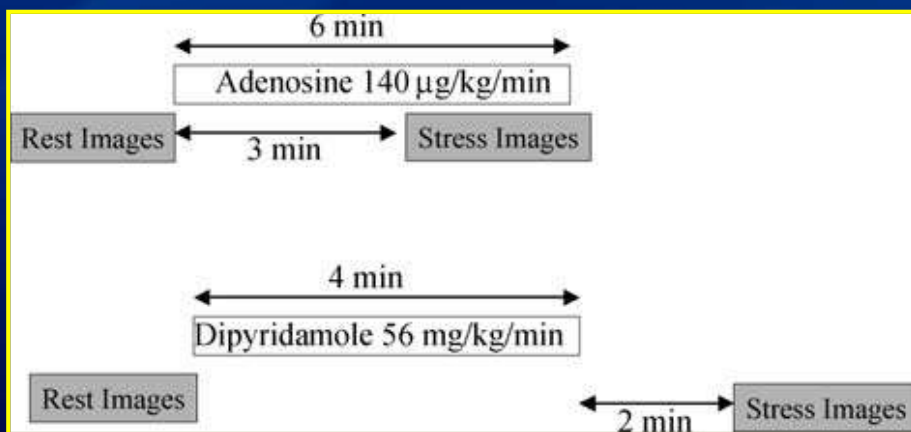 6 min
Adenosine 140 µg/kg/min
Rest Images
3 min
Stress Images
4 min
Dipyridamole 56 mg/kg/min
Rest Images
2 min
Stress Images